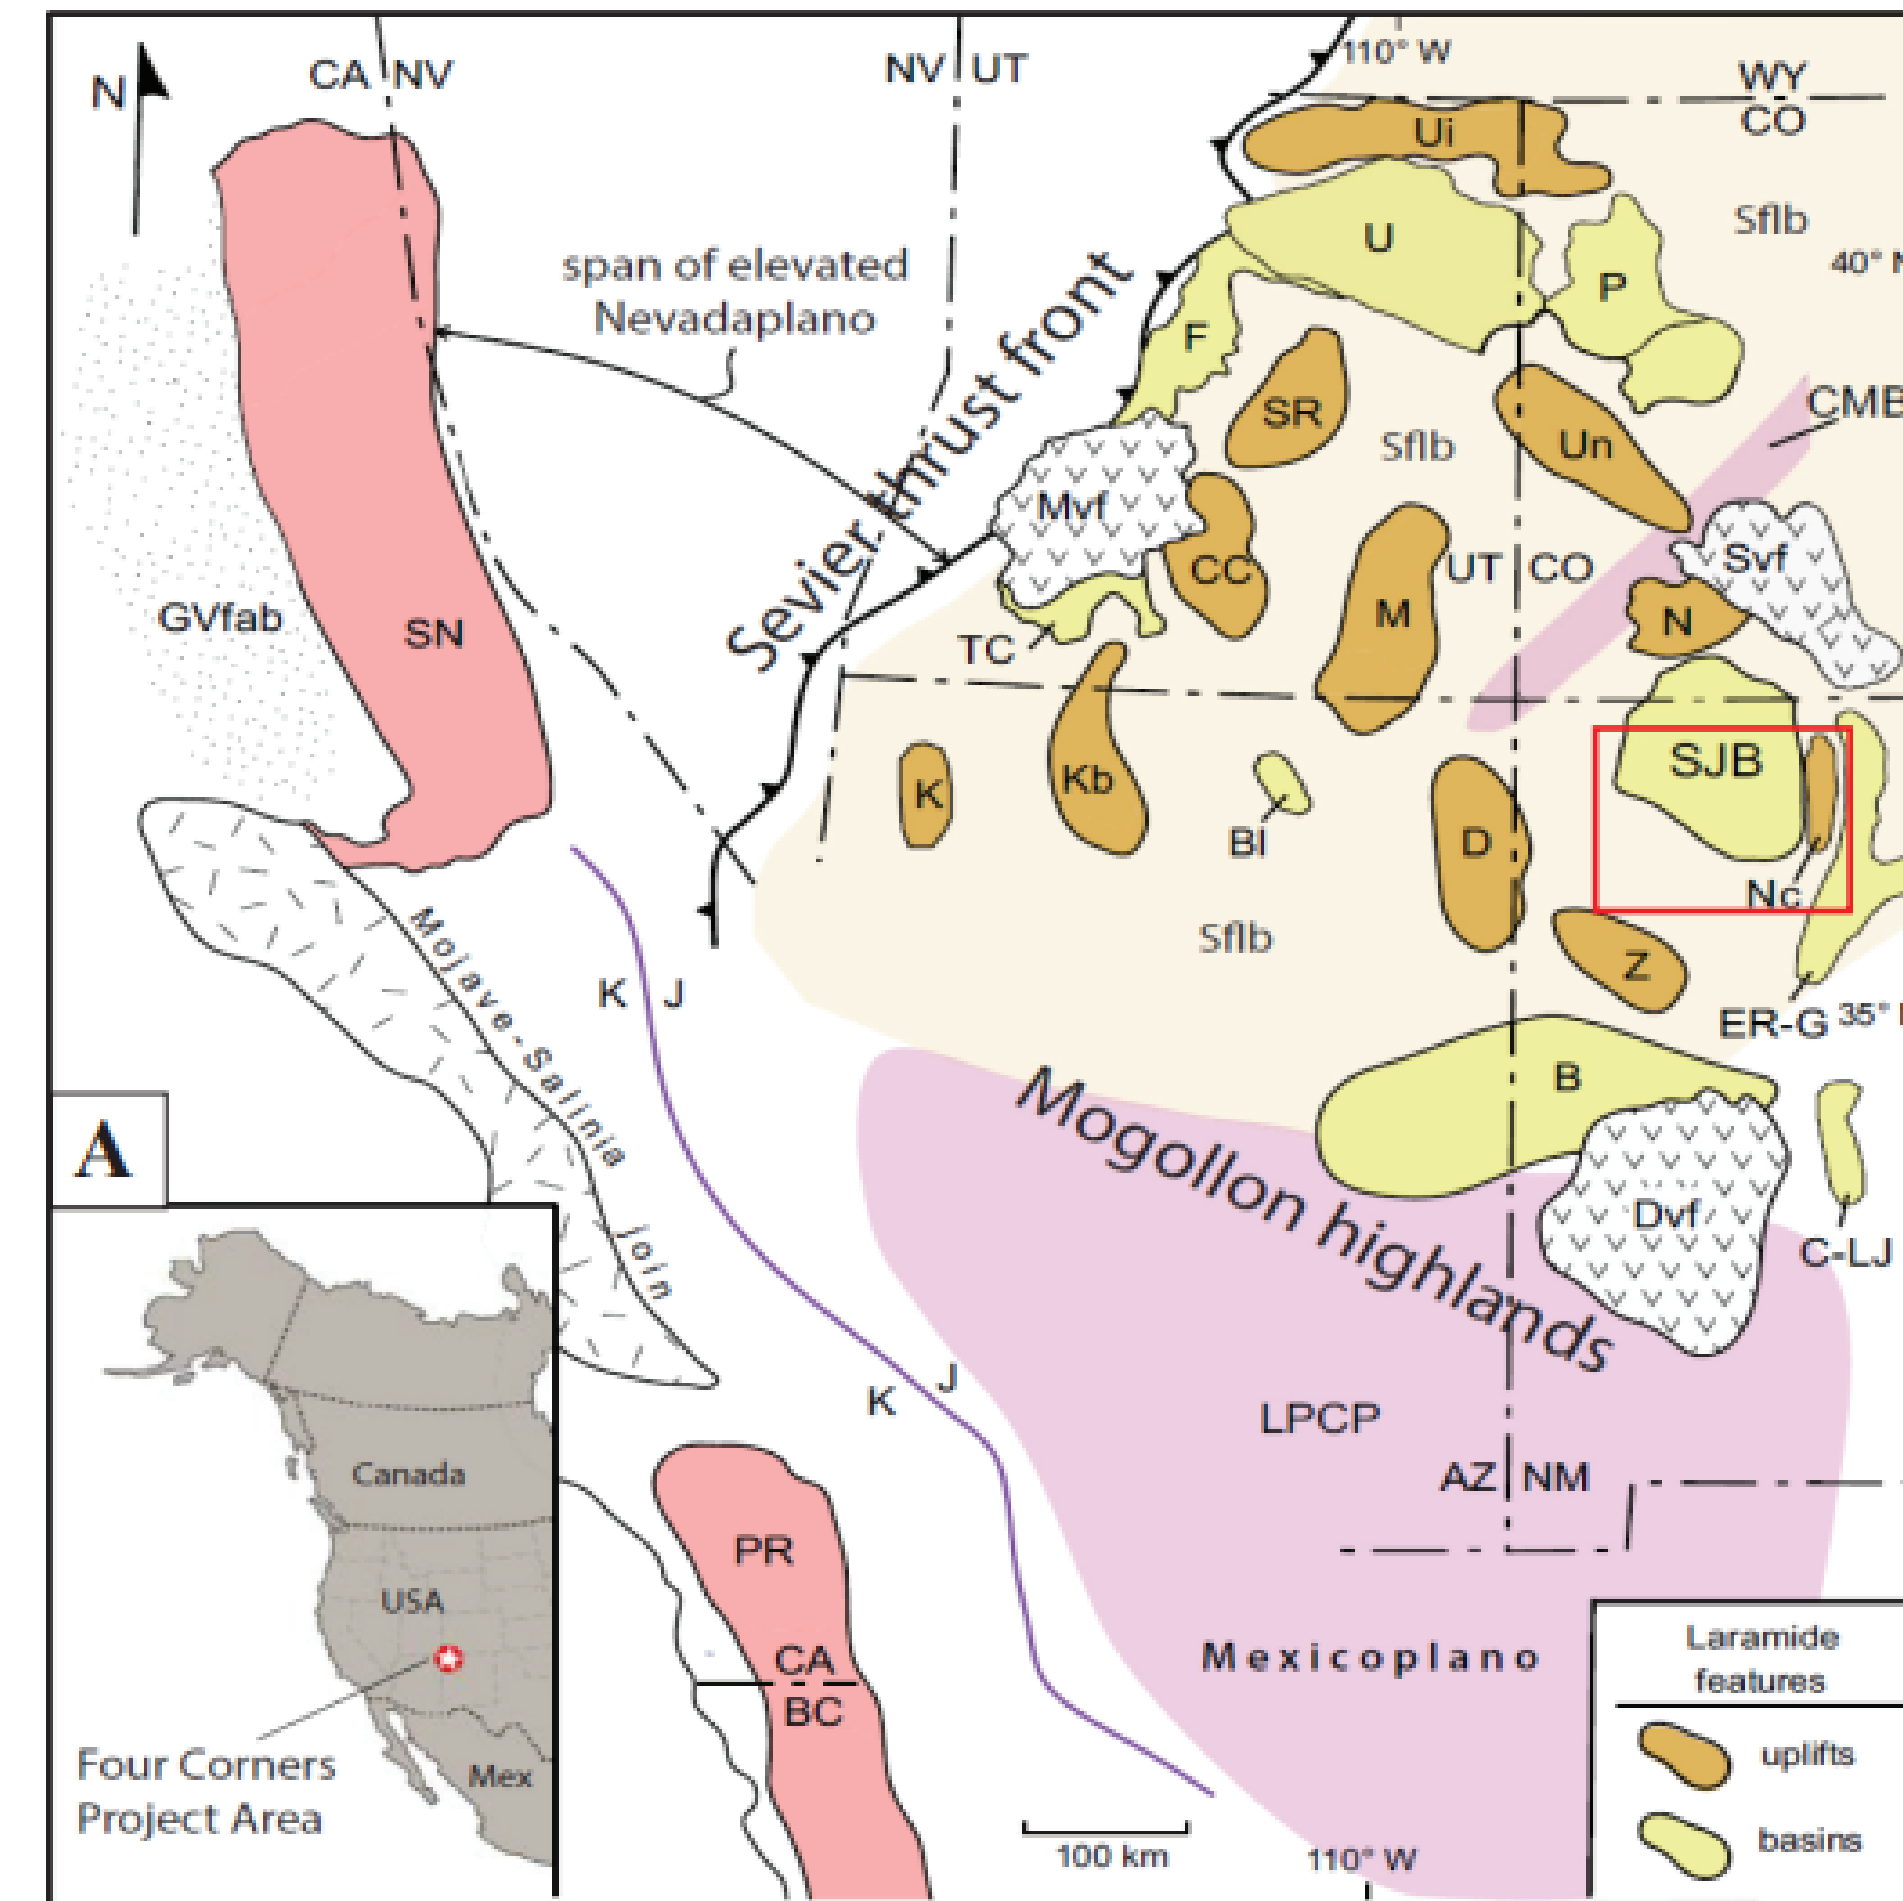 N
CA NV
NV UT
110° W
WY
CO
Ui
Sflb
U
40° N
P
span of elevated
Nevadaplano
F
Sevier thrust front
SR
Sflb
Un
CMB
Mvf
Svf
CC
UT CO
GVfab
SN
M
N
TC
SJB
K
Kb
BI
D
Nc
Sflb
Z
K J
ER-G
35°
Mojave-Salinia join
B
Mogollon highlands
A
Dvf
C-LJ
K J
LPCP
AZ NM
Canada
PR
USA
CA
BC
Mexicoplano
Laramide
features
uplifts
basins
Four Corners
Project Area
Mex
100 km
110° W